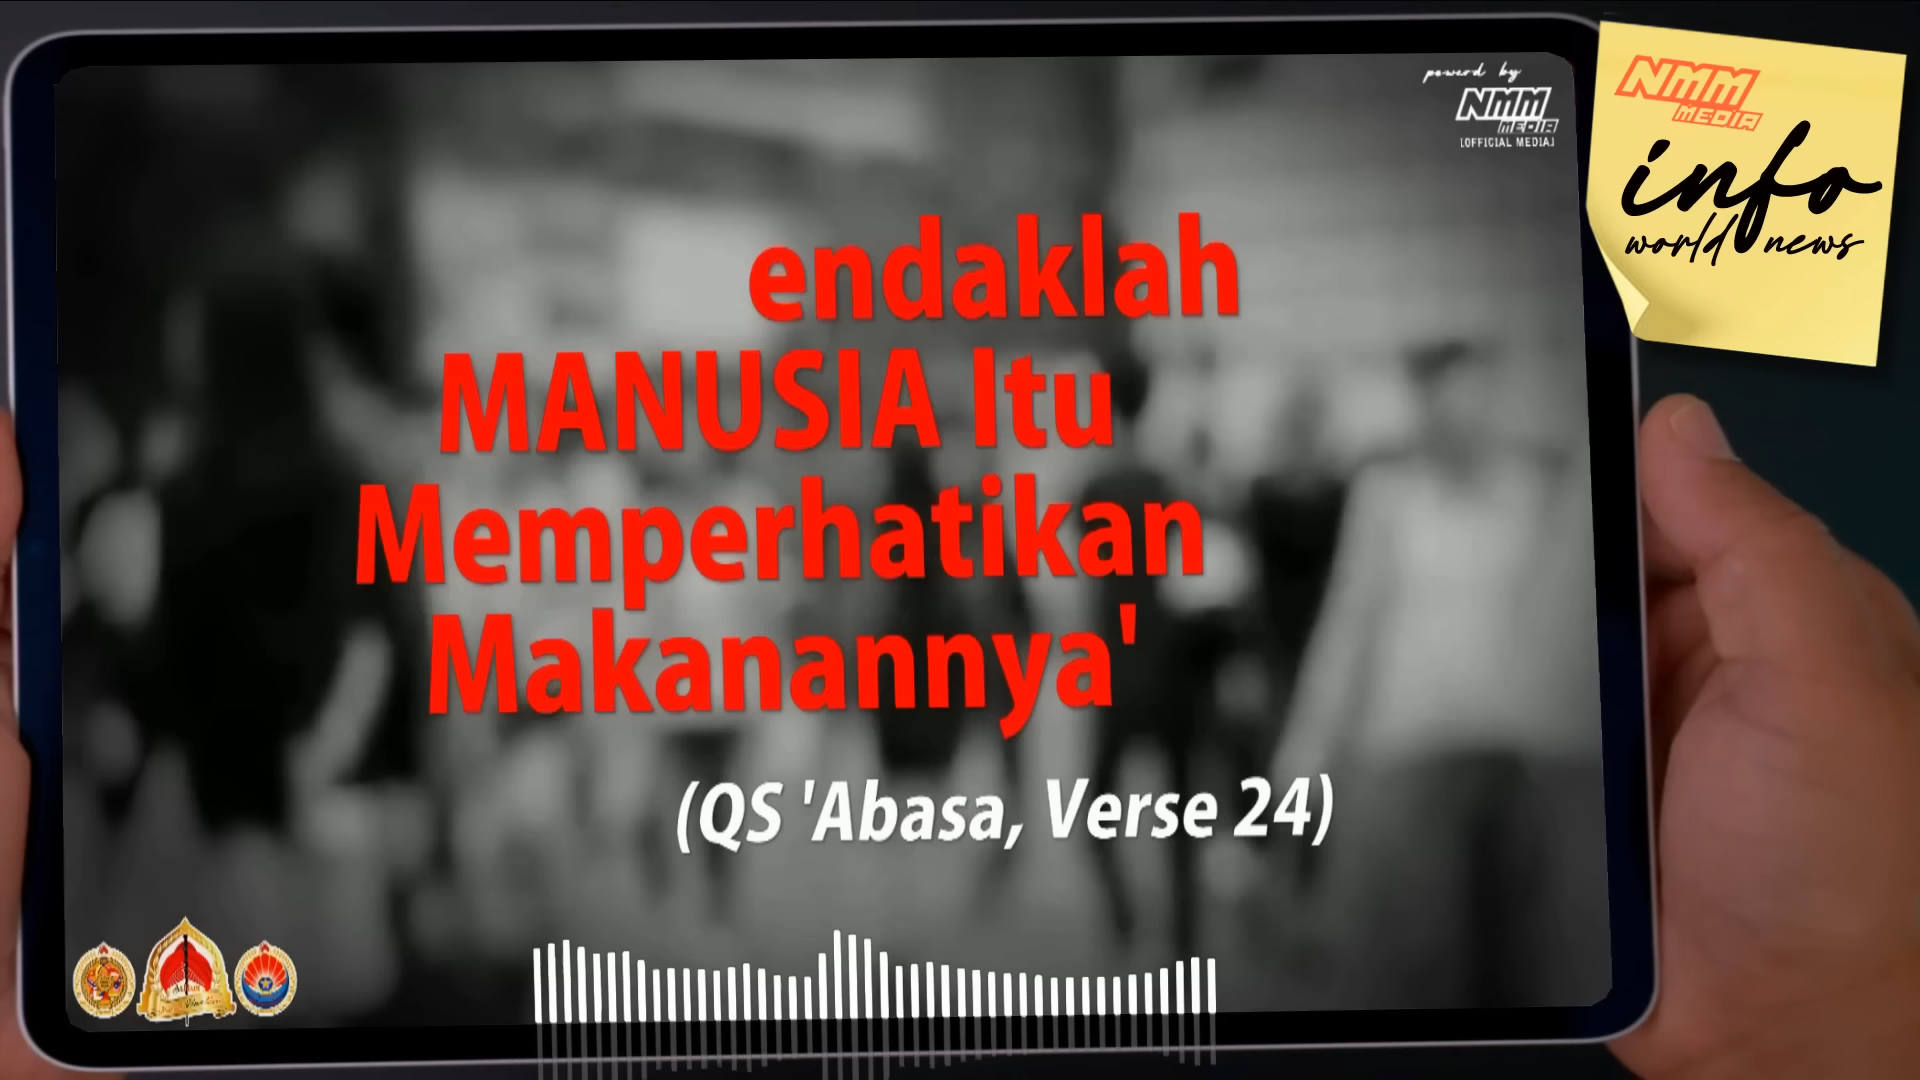 powerd by
NMM
MEDIA
[OFFICIAL MEDIA]
NMM
MEDIA
info
world news
endaklah
MANUSIA Itu
Memperhatikan
Makanannya'
(QS 'Abasa, Verse 24)